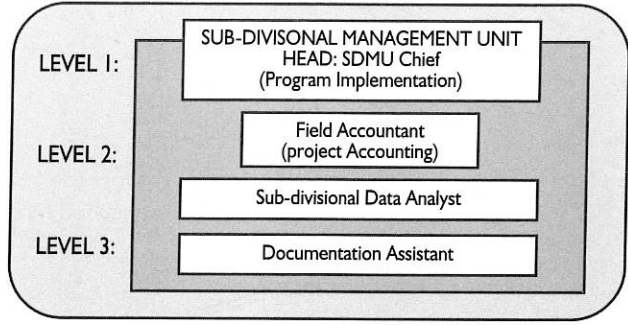 LEVEL 1:
SUB-DIVISONAL MANAGEMENT UNIT
HEAD: SDMU Chief
(Program Implementation)
LEVEL 2:
Field Accountant
(project Accounting)
Sub-divisional Data Analyst
LEVEL 3:
Documentation Assistant